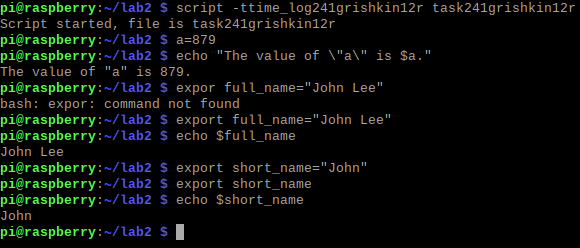 pi@raspberry:~/lab2 $ script -ttime_log241grishkin12r task241grishkin12r
Script started, file is task241grishkin12r
pi@raspberry:~/lab2 $ a=879
pi@raspberry:~/lab2 $ echo "The value of \"a\" is $a."
The value of "a" is 879.
pi@raspberry:~/lab2 $ expor full_name="John Lee"
bash: expor: command not found
pi@raspberry:~/lab2 $ export full_name="John Lee"
pi@raspberry:~/lab2 $ echo $full_name
John Lee
pi@raspberry:~/lab2 $ export short_name="John"
pi@raspberry:~/lab2 $ export short_name
pi@raspberry:~/lab2 $ echo $short_name
John
pi@raspberry:~/lab2 $